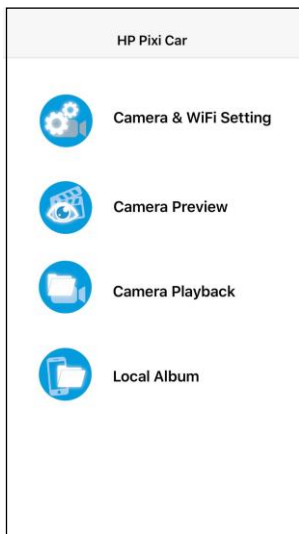 HP Pixi Car
Camera & WiFi Setting
Camera Preview
Camera Playback
Local Album